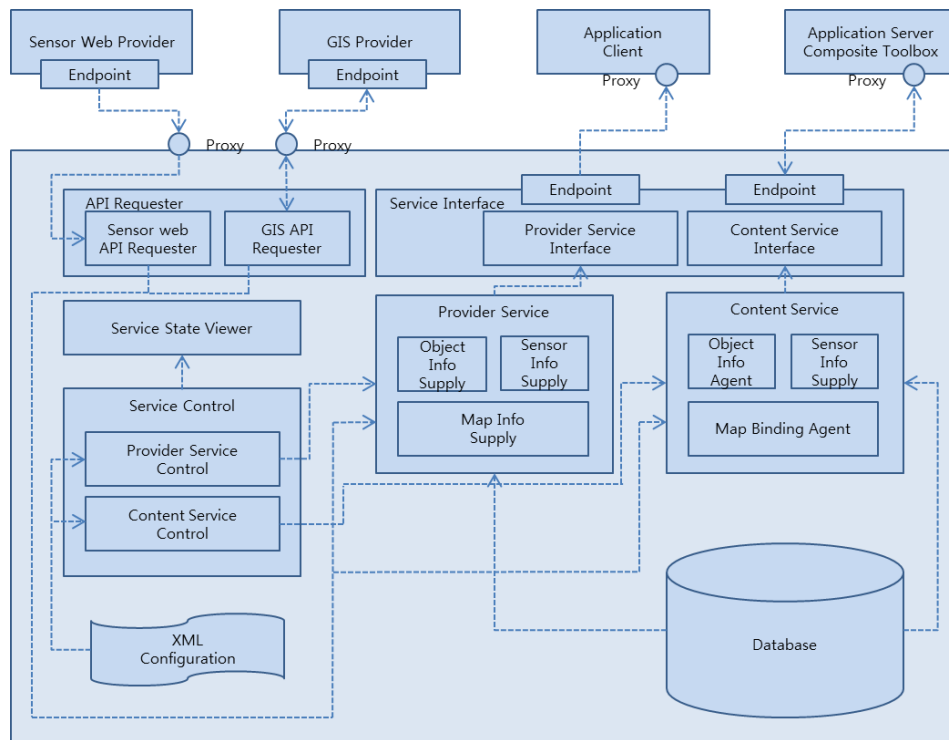 Sensor Web Provider
Endpoint
GIS Provider
Endpoint
Application
Client
Proxy
Application Server
Composite Toolbox
Proxy
Proxy
Proxy
API Requester
Sensor web
API Requester
GIS API
Requester
Service Interface
Endpoint
Endpoint
Provider Service
Interface
Content Service
Interface
Service State Viewer
Provider Service
Object
Info
Supply
Sensor
Info
Supply
Map Info
Supply
Content Service
Object
Info
Agent
Sensor
Info
Supply
Map Binding Agent
Service Control
Provider Service
Control
Content Service
Control
XML
Configuration
Database